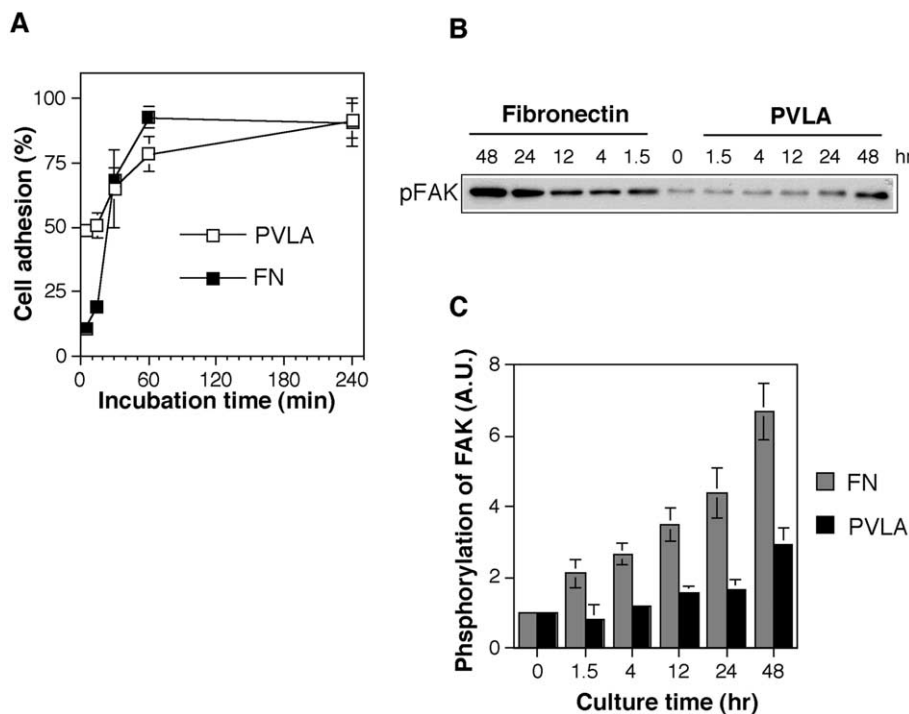 A
Cell adhesion (%)
100
75
50
25
0
PVLA
FN
0 60 120 180 240
Incubation time (min)
B
Fibronectin PVLA
48 24 12 4 1.5 0 1.5 4 12 24 48 hr
pFAK
C
Phsphorylation of FAK (A.U.)
8
6
4
2
0
FN
PVLA
0 1.5 4 12 24 48
Culture time (hr)